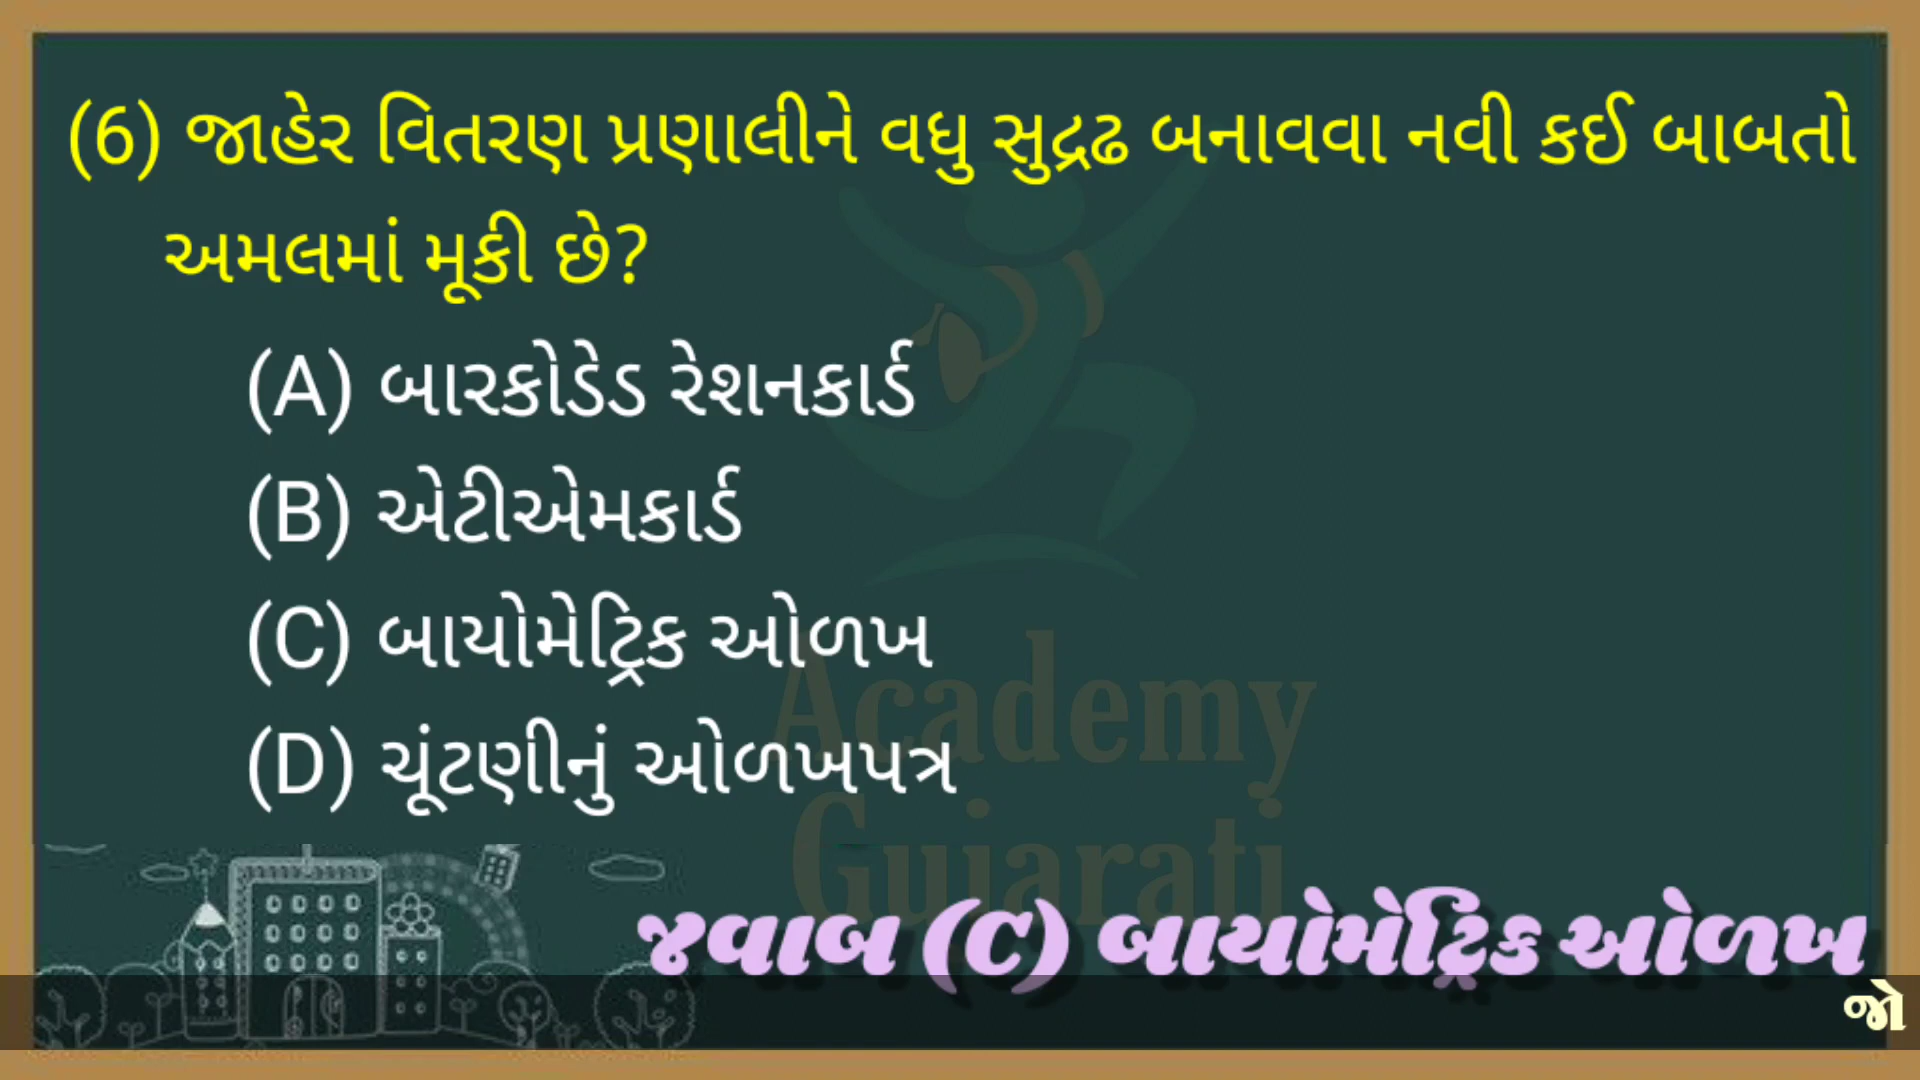 (6) જાહેર વિતરણ પ્રણાલીને વધુ સુદ્રઢ બનાવવા નવી કઈ બાબતો
અમલમાં મૂકી છે?
(A) બારકોડેડ રેશનકાર્ડ
(B) એટીએમકાર્ડ
(C) બાયોમેટ્રિક ઓળખ
(D) ચૂંટણીનું ઓળખપત્ર
Academy
Gujarati
જવાબ (C) બાયોમેટ્રિક ઓળખ
જો